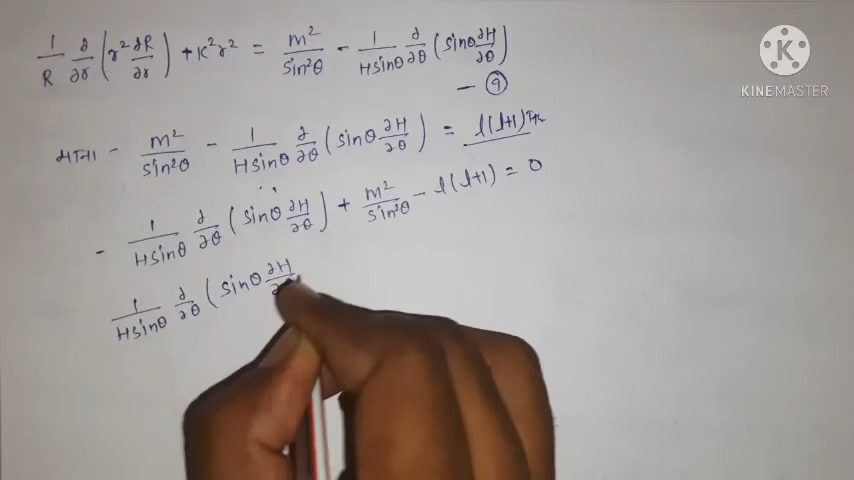 1/R ∂/∂r (r² ∂R/∂r) + K²r² = m²/sin²θ - 1/(H sinθ) ∂/∂θ (sinθ ∂H/∂θ)
- (9)
KINEMASTER
माना - m²/sin²θ - 1/(H sinθ) ∂/∂θ (sinθ ∂H/∂θ) = l(l+1)
- 1/(H sinθ) ∂/∂θ (sinθ ∂H/∂θ) + m²/sin²θ - l(l+1) = 0
1/(H sinθ) ∂/∂θ (sinθ ∂H/∂θ